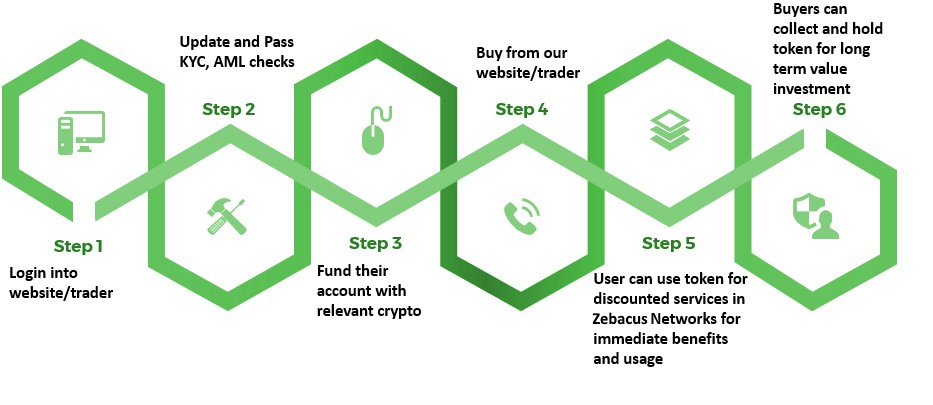 Step 1
Login into
website/trader
Update and Pass
KYC, AML checks
Step 2
Step 3
Fund their
account with
relevant crypto
Buy from our
website/trader
Step 4
Step 5
User can use token for
discounted services in
Zebacus Networks for
immediate benefits
and usage
Buyers can
collect and hold
token for long
term value
investment
Step 6